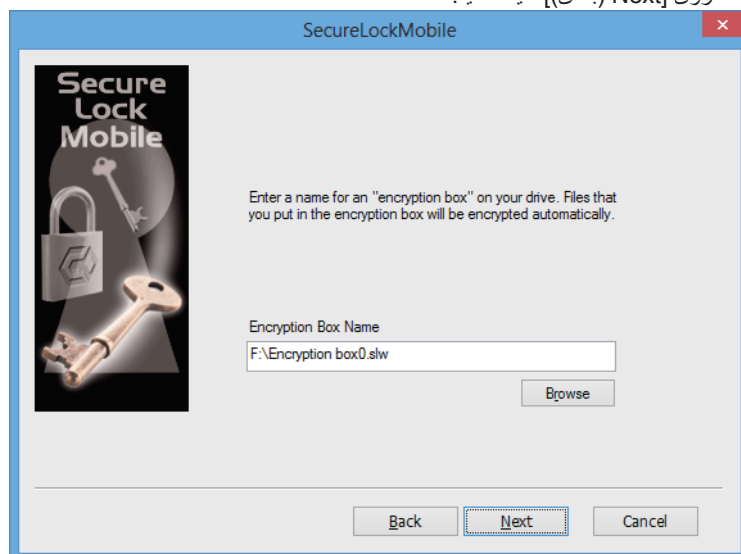 [Next (
SecureLockMobile
Secure
Lock
Mobile
Enter a name for an "encryption box" on your drive. Files that
you put in the encryption box will be encrypted automatically.
Encryption Box Name
F:\Encryption box0.slw
Browse
Back
Next
Cancel